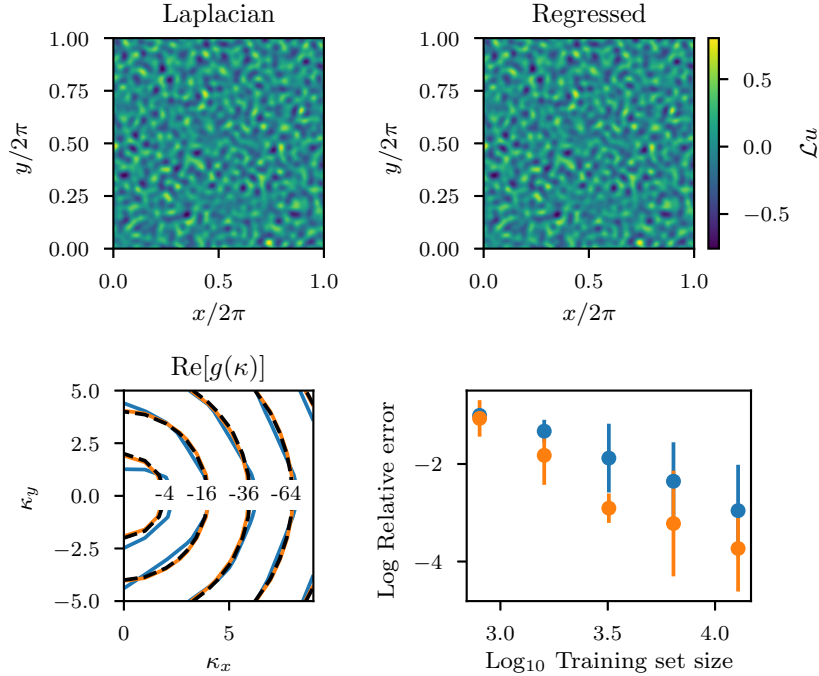 Laplacian
Regressed
1.00
0.75
0.50
0.25
0.00
y/2π
0.0
0.5
1.0
x/2π
1.00
0.75
0.50
0.25
0.00
y/2π
0.0
0.5
1.0
x/2π
0.5
0.0
−0.5
ℒu
Re[g(κ)]
5.0
2.5
0.0
−2.5
−5.0
κy
-4
-16
-36
-64
0
5
κx
−2
−4
Log Relative error
3.0
3.5
4.0
Log₁₀ Training set size